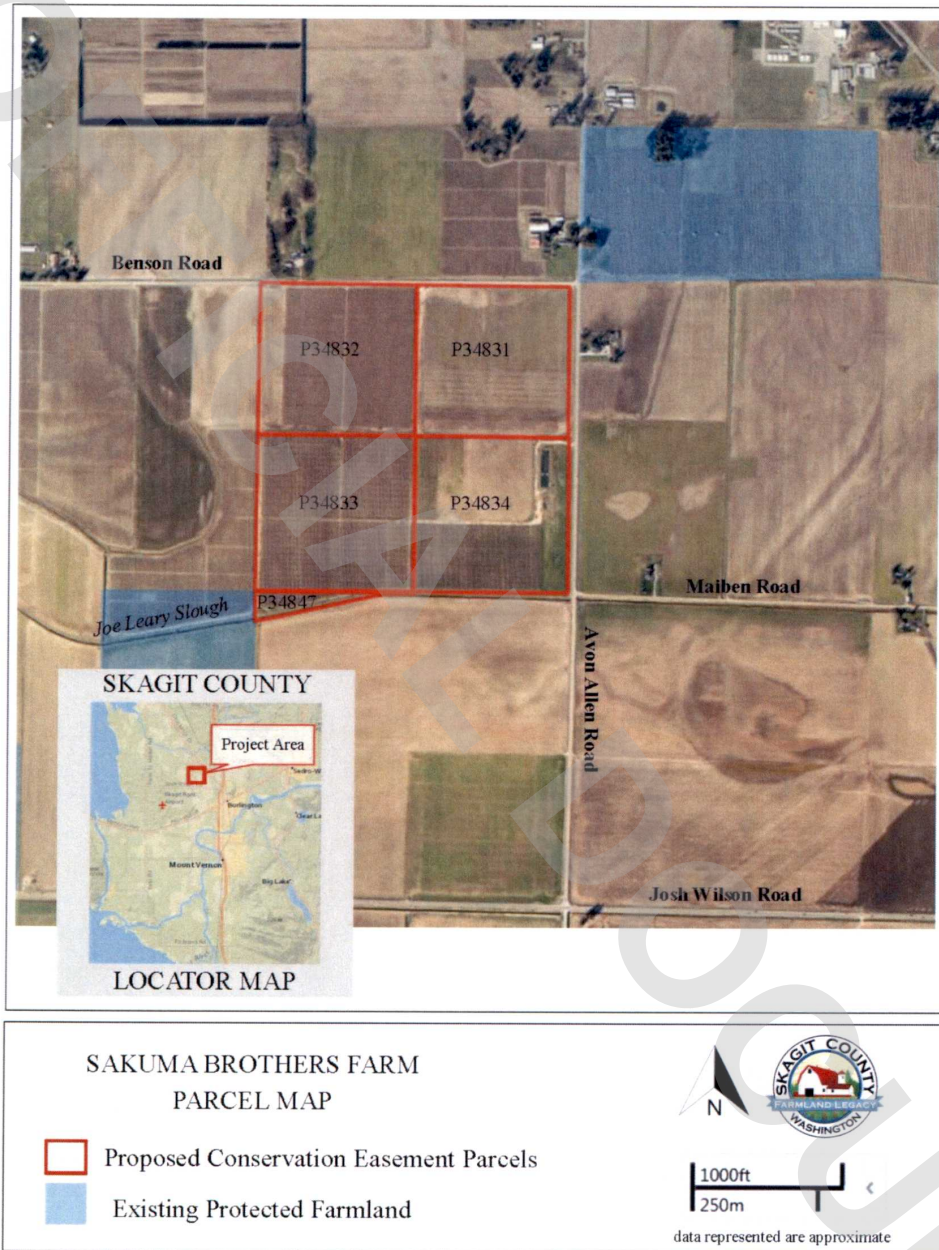 Benson Road
P34832
P34831
P34833
P34834
Maiben Road
P34847
Joe Leary Slough
Avon Allen Road
SKAGIT COUNTY
Project Area
Burlington
Mount Vernon
Big Lake
Josh Wilson Road
LOCATOR MAP
SAKUMA BROTHERS FARM
PARCEL MAP
N
SKAGIT COUNTY
FARMLAND LEGACY
WASHINGTON
Proposed Conservation Easement Parcels
Existing Protected Farmland
1000ft
250m
data represented are approximate